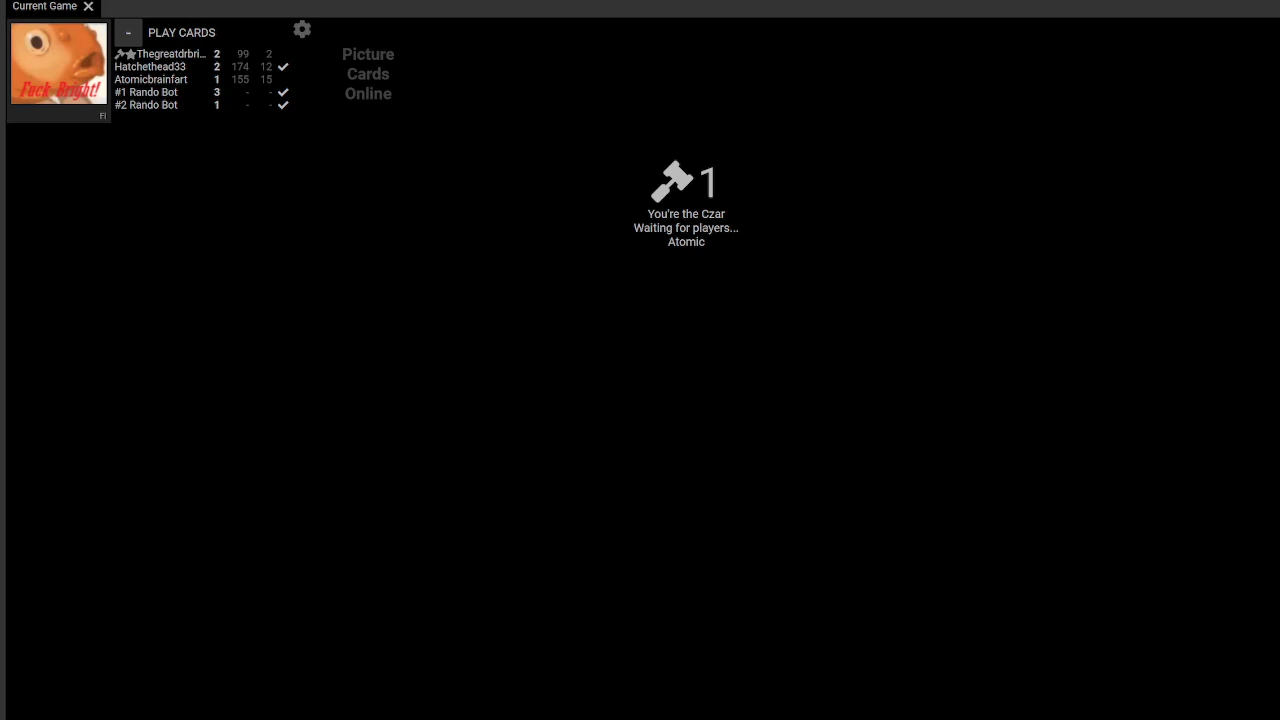 Current Game
- PLAY CARDS
Thegreatdrbri... 2 99 2
Hatchethead33 2 174 12
Atomicbrainfart 1 155 15
#1 Rando Bot 3 - -
#2 Rando Bot 1 - -
Fuck Bright!
FI
Picture
Cards
Online
1
You're the Czar
Waiting for players...
Atomic